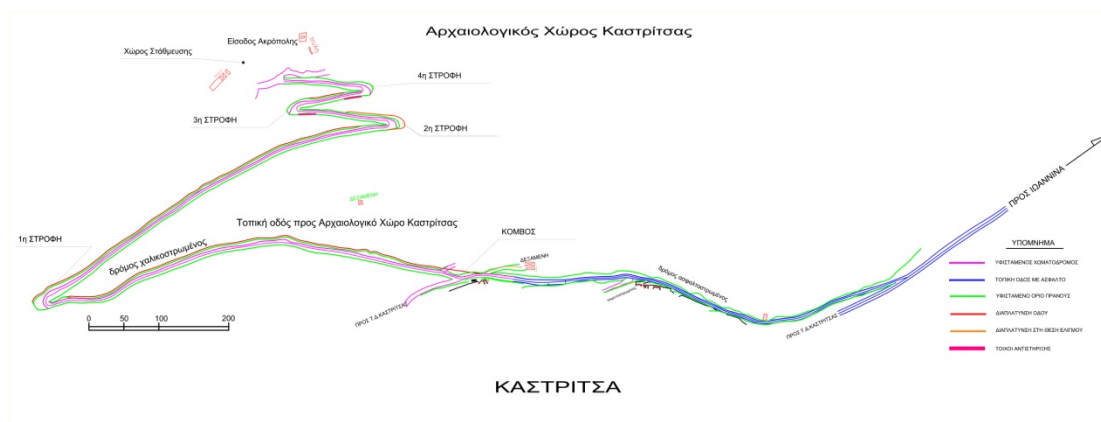 Αρχαιολογικός Χώρος Καστρίτσας
Είσοδος Ακρόπολης
Χώρος Στάθμευσης
4η ΣΤΡΟΦΗ
3η ΣΤΡΟΦΗ
2η ΣΤΡΟΦΗ
ΠΡΟΣ ΙΩΑΝΝΙΝΑ
ΔΕΞΑΜΕΝΗ
Τοπική οδός προς Αρχαιολογικό Χώρο Καστρίτσας
1η ΣΤΡΟΦΗ
ΚΟΜΒΟΣ
δρόμος χαλικοστρωμένος
ΔΕΞΑΜΕΝΗ
δρόμος ασφαλτοστρωμένος
ΠΡΟΣ Τ.Δ.ΚΑΣΤΡΙΤΣΑΣ
ΠΡΟΣ Τ.Δ.ΚΑΣΤΡΙΤΣΑΣ
0 50 100 200
ΥΠΟΜΝΗΜΑ
ΥΦΙΣΤΑΜΕΝΟΣ ΧΩΜΑΤΟΔΡΟΜΟΣ
ΤΟΠΙΚΗ ΟΔΟΣ ΜΕ ΑΣΦΑΛΤΟ
ΥΦΙΣΤΑΜΕΝΟ ΟΡΙΟ ΠΡΑΝΟΥΣ
ΔΙΑΠΛΑΤΥΝΣΗ ΟΔΟΥ
ΔΙΑΠΛΑΤΥΝΣΗ ΣΤΗ ΘΕΣΗ ΕΛΙΓΜΟΥ
ΤΟΙΧΟΙ ΑΝΤΙΣΤΗΡΙΞΗΣ
ΚΑΣΤΡΙΤΣΑ